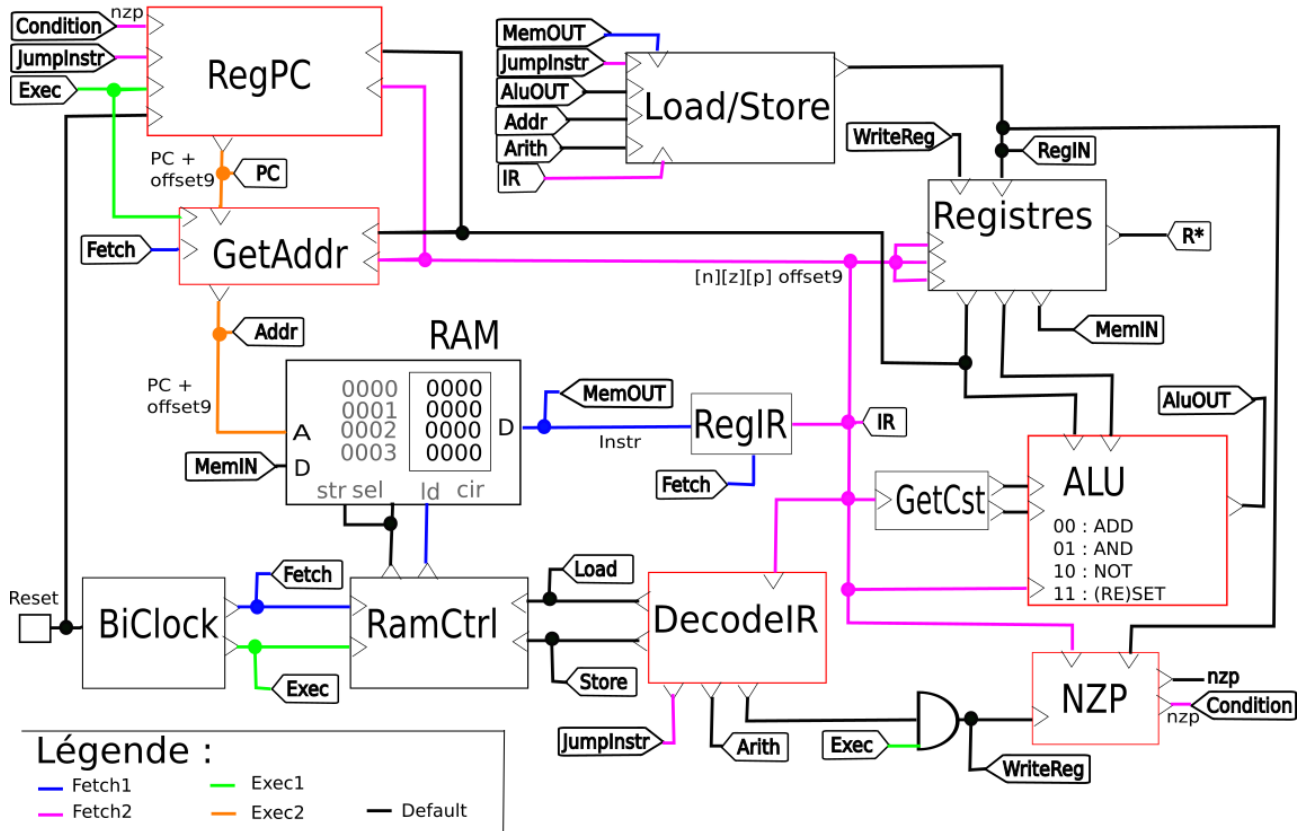 Condition
nzp
JumpInstr
Exec
RegPC
PC +
offset9
PC
Fetch
GetAddr
Addr
PC +
offset9
MemOUT
JumpInstr
AluOUT
Addr
Arith
IR
Load/Store
WriteReg
RegIN
Registres
R*
[n][z][p] offset9
MemIN
RAM
0000 0000
0001 0000
0002 0000
0003 0000
A
D
D
str sel ld cir
MemIN
MemOUT
Instr
RegIR
IR
Fetch
AluOUT
GetCst
ALU
00 : ADD
01 : AND
10 : NOT
11 : (RE)SET
Reset
BiClock
Fetch
Exec
RamCtrl
Load
Store
DecodeIR
JumpInstr
Arith
Exec
WriteReg
NZP
nzp
Condition
nzp
Légende :
Fetch1
Exec1
Fetch2
Exec2
Default